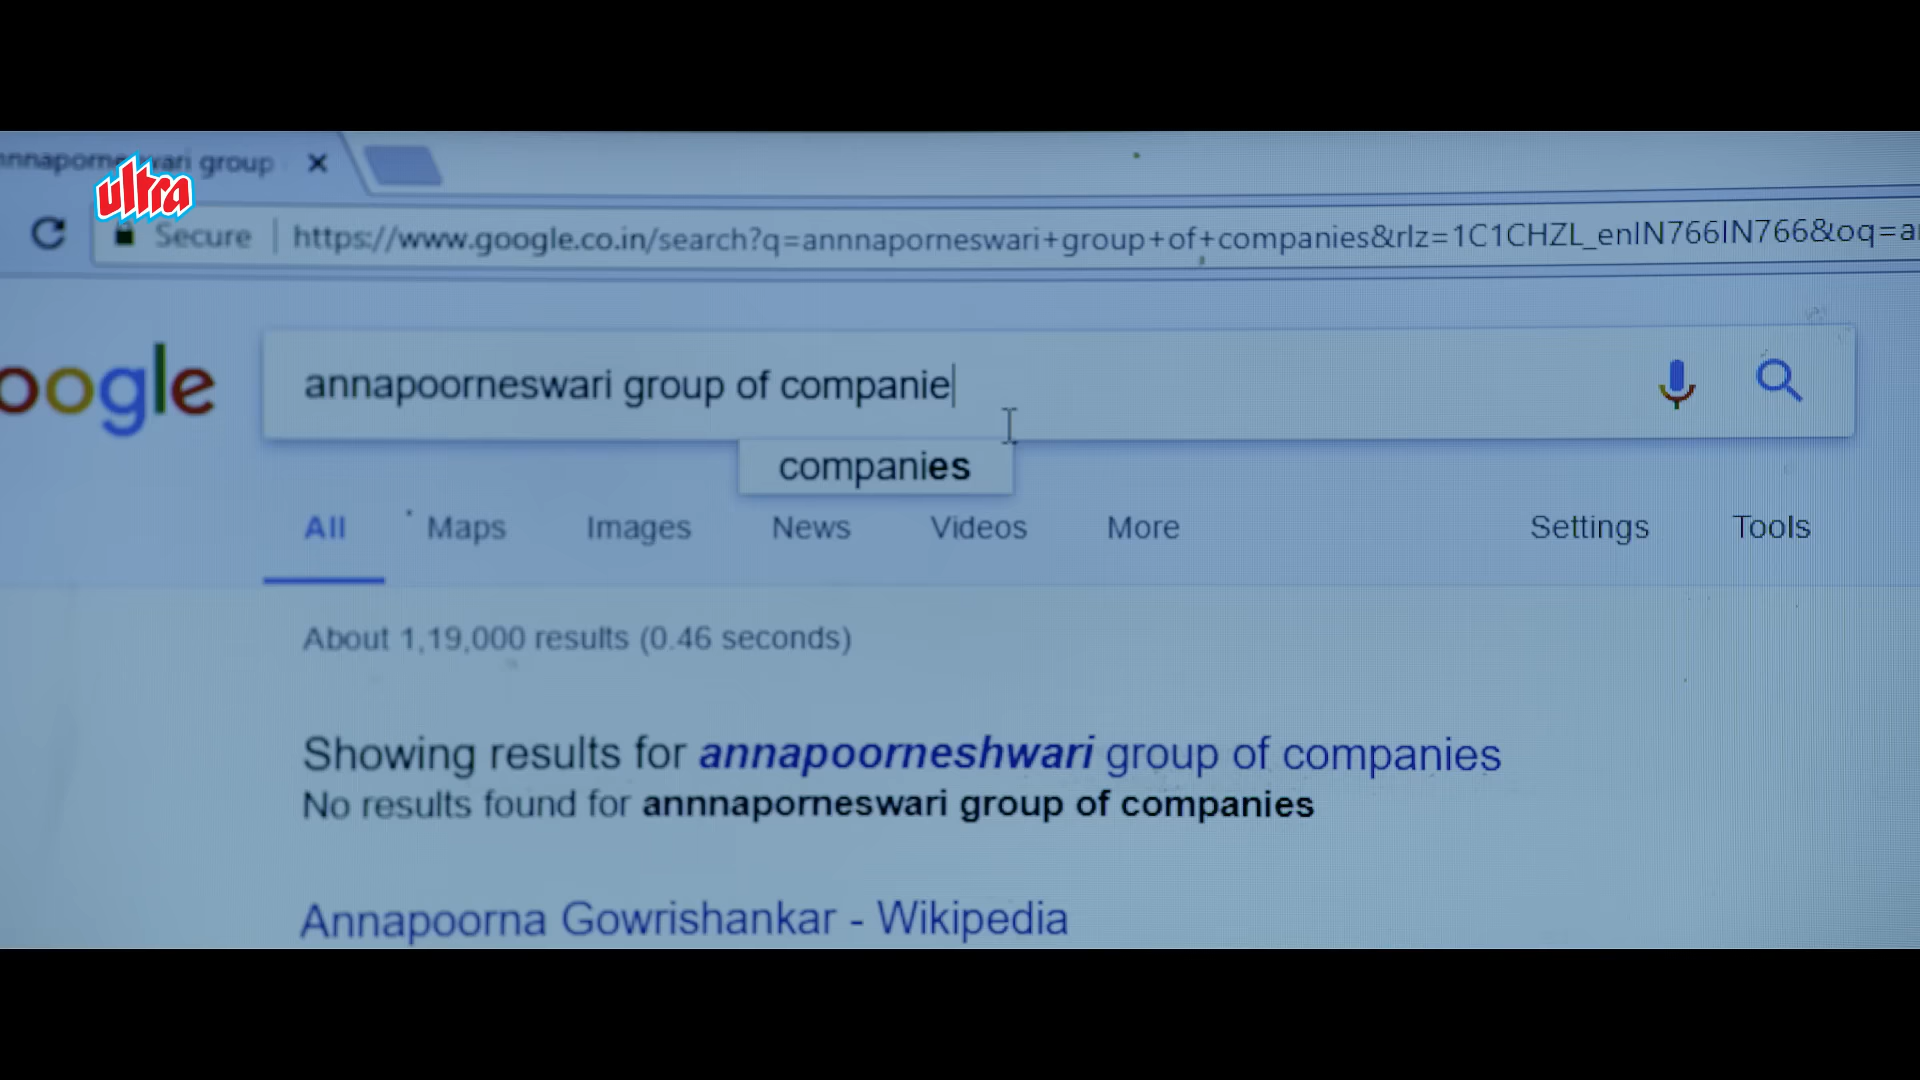 nnnaporneswari group
ultra
Secure https://www.google.co.in/search?q=annnaporneswari+group+of+companies&rlz=1C1CHZL_enIN766IN766&oq=a
oogle annapoorneswari group of companie
companies
All Maps Images News Videos More Settings Tools
About 1,19,000 results (0.46 seconds)
Showing results for annapoorneshwari group of companies
No results found for annnaporneswari group of companies
Annapoorna Gowrishankar - Wikipedia